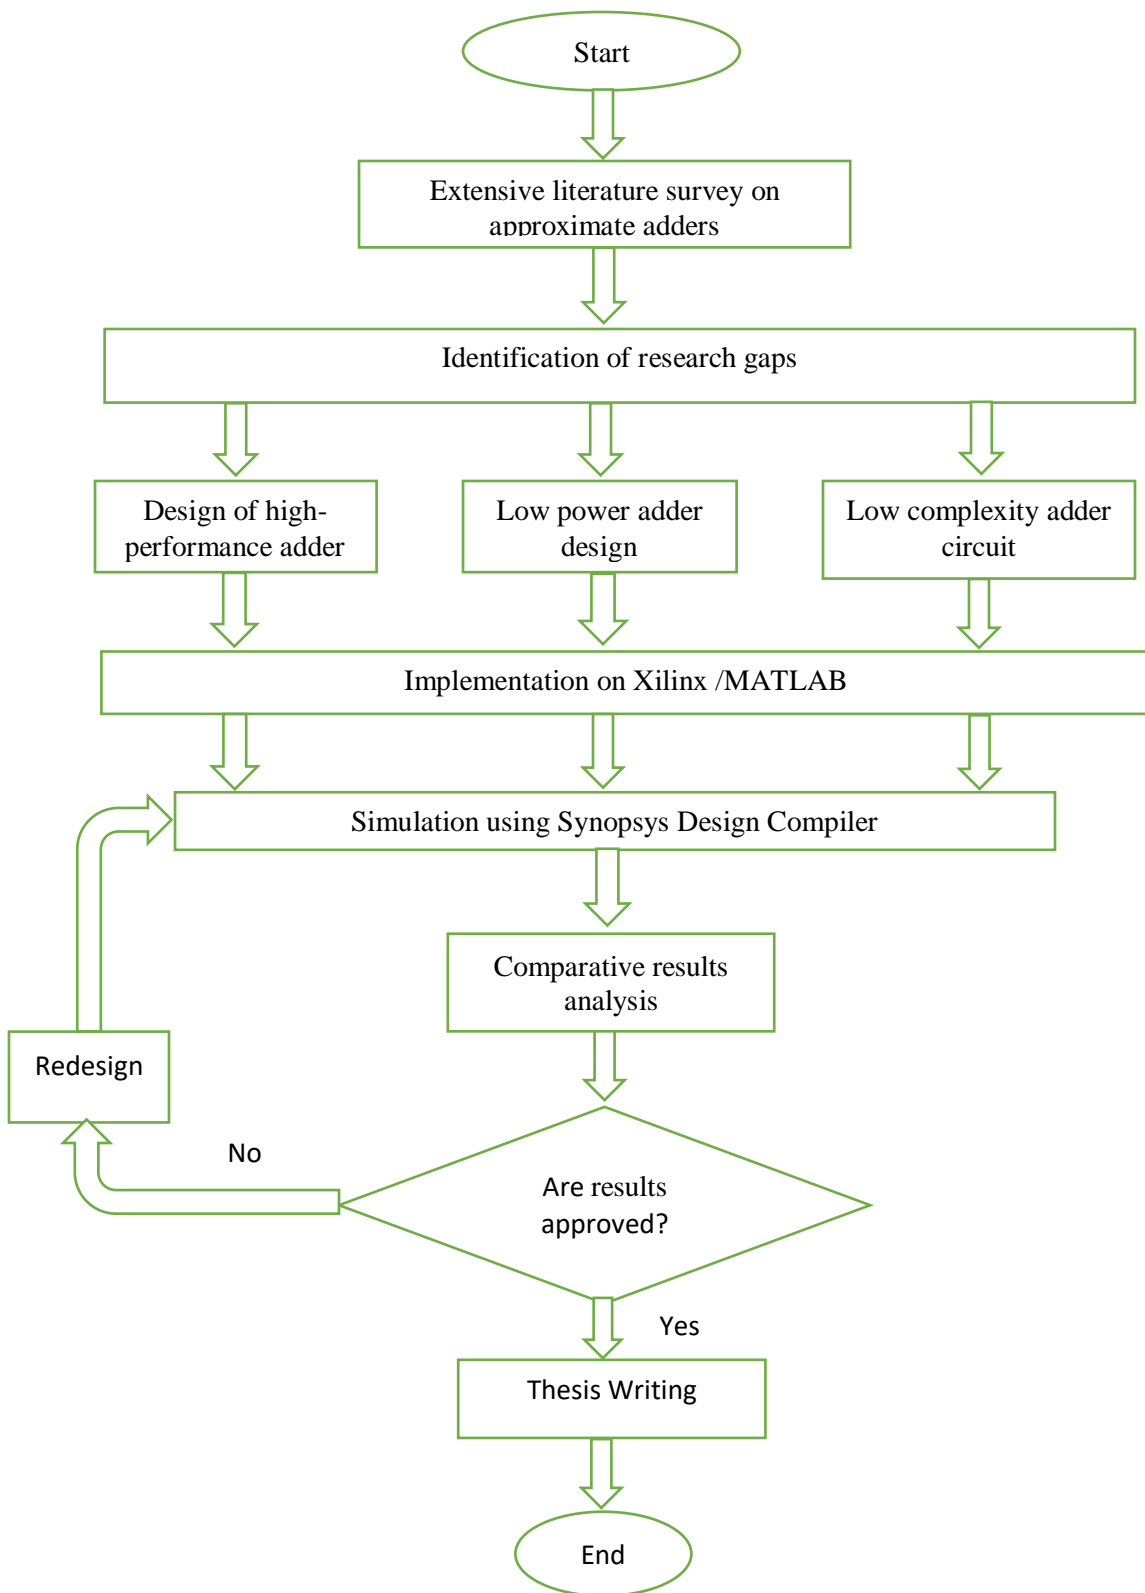 Start
Extensive literature survey on
approximate adders
Identification of research gaps
Design of high-
performance adder
Low power adder
design
Low complexity adder
circuit
Implementation on Xilinx /MATLAB
Simulation using Synopsys Design Compiler
Comparative results
analysis
Redesign
No
Are results
approved?
Yes
Thesis Writing
End